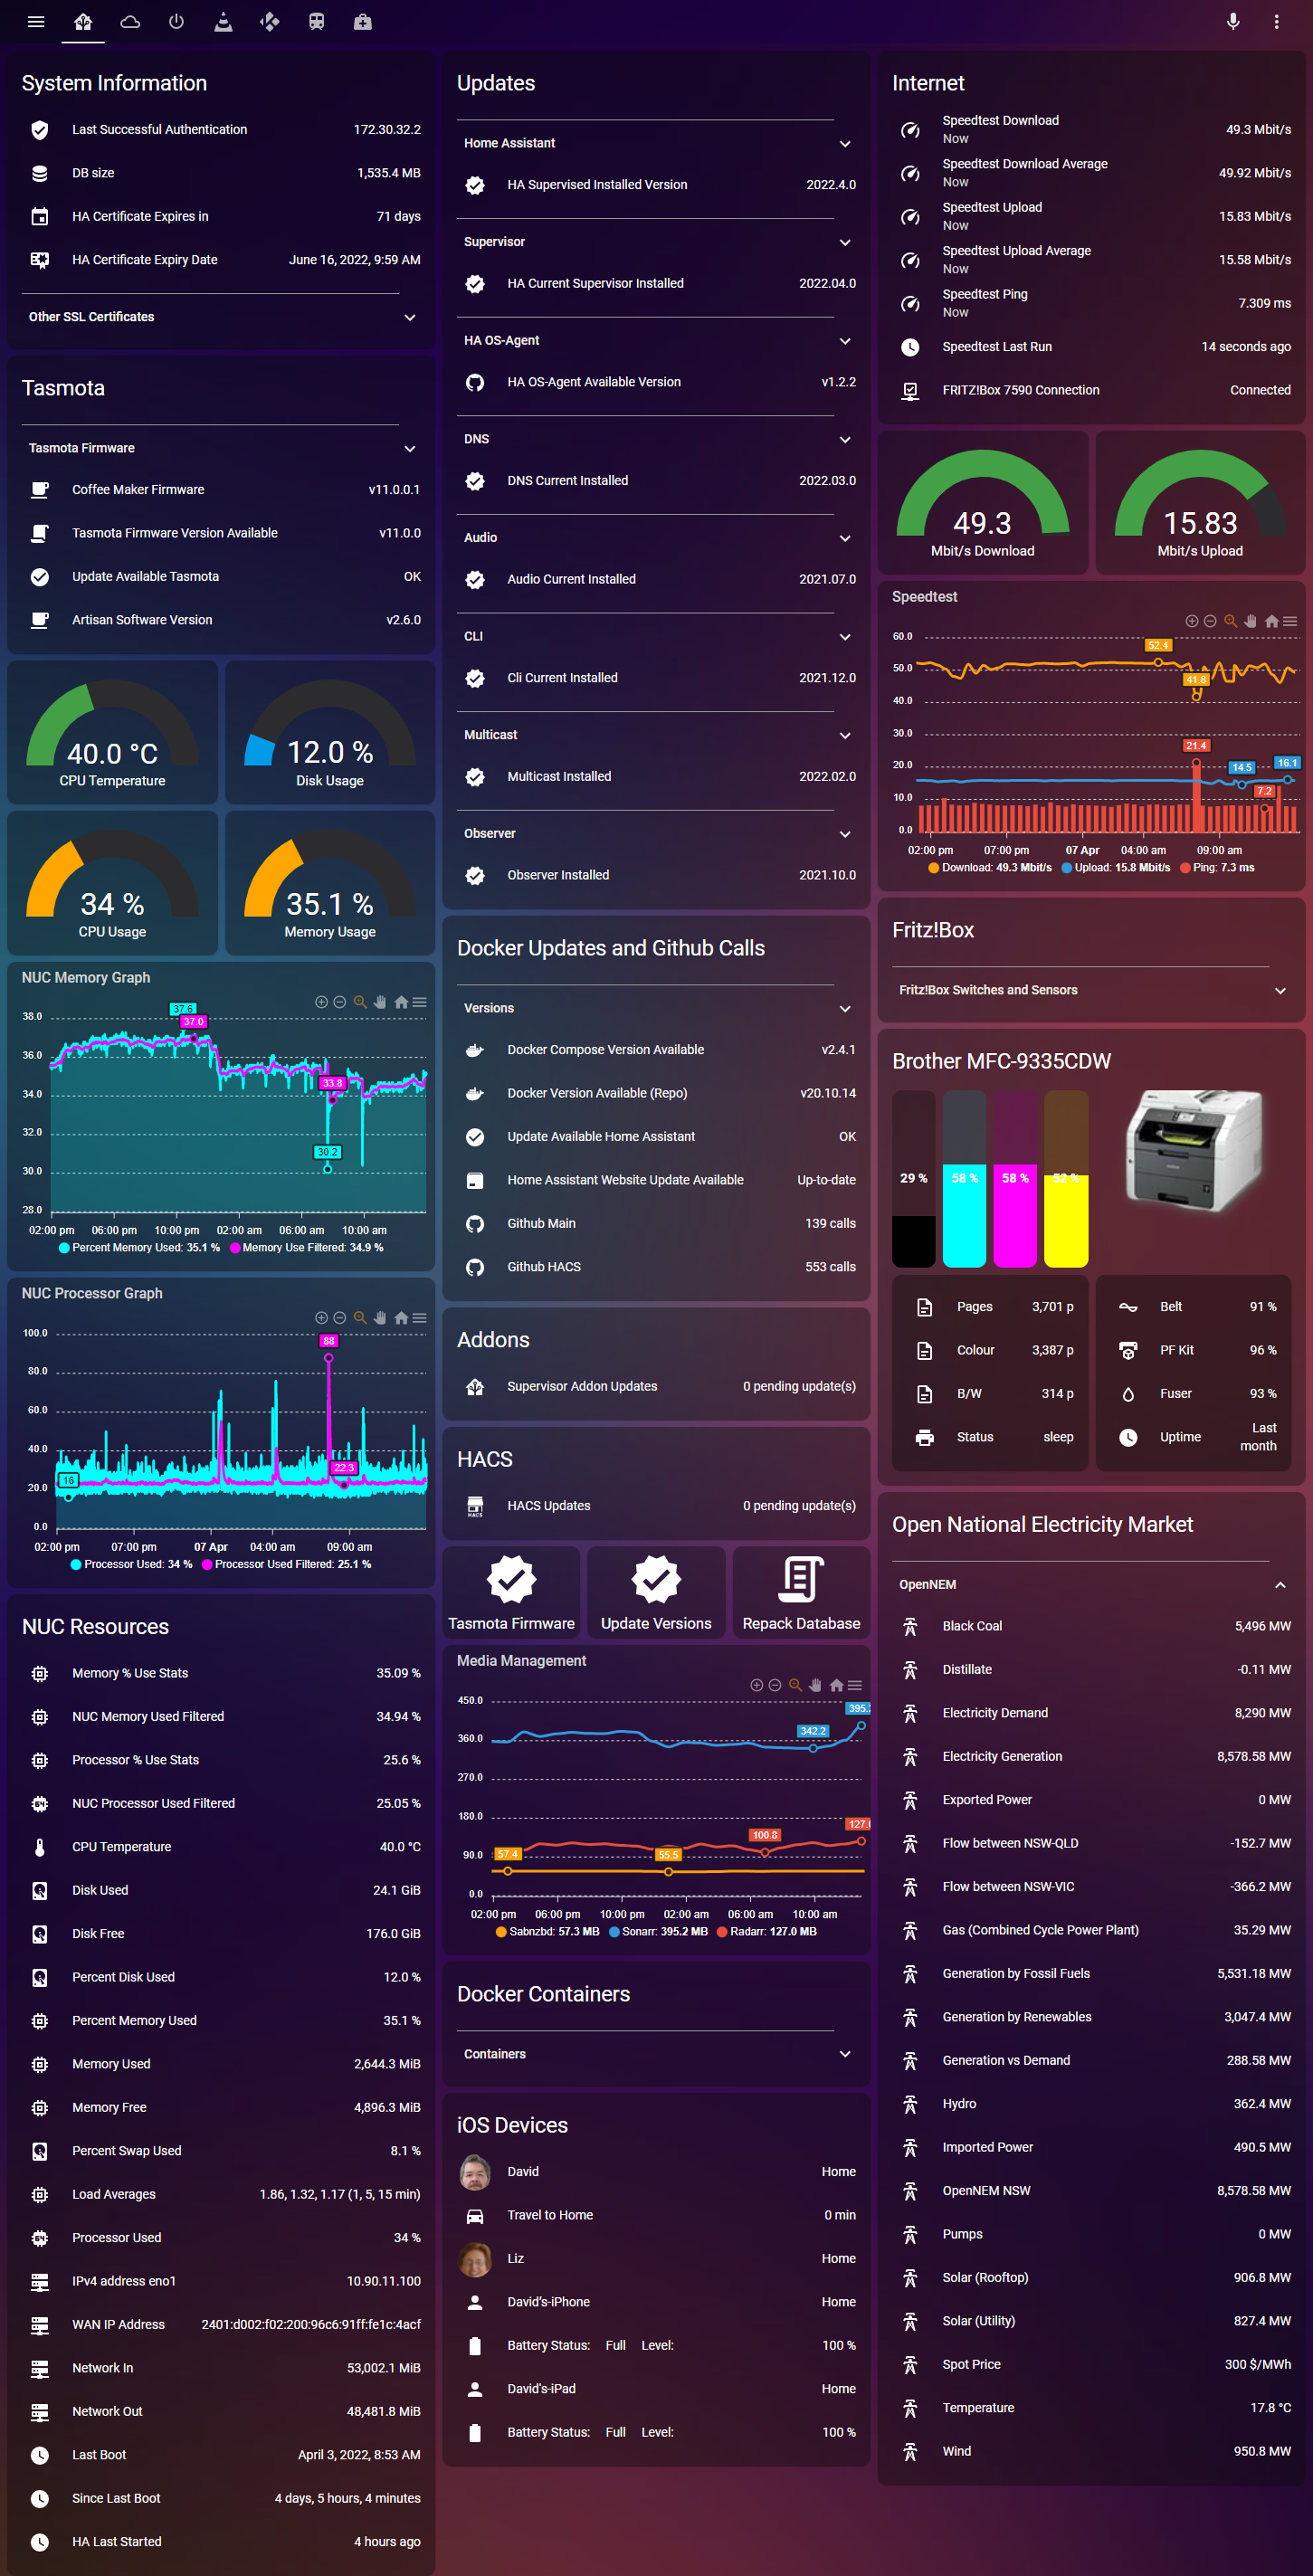 System Information
Last Successful Authentication 172.30.32.2
DB size 1,535.4 MB
HA Certificate Expires in 71 days
HA Certificate Expiry Date June 16, 2022, 9:59 AM
Other SSL Certificates
Tasmota
Tasmota Firmware
Coffee Maker Firmware v11.0.0.1
Tasmota Firmware Version Available v11.0.0
Update Available Tasmota OK
Artisan Software Version v2.6.0
40.0 °C
CPU Temperature
12.0 %
Disk Usage
34 %
CPU Usage
35.1 %
Memory Usage
NUC Memory Graph
37.6
37.0
33.8
30.2
38.0
36.0
34.0
32.0
30.0
28.0
02:00 pm 06:00 pm 10:00 pm 02:00 am 06:00 am 10:00 am
Percent Memory Used: 35.1 % Memory Use Filtered: 34.9 %
NUC Processor Graph
88
22.3
16
100.0
80.0
60.0
40.0
20.0
0.0
02:00 pm 07:00 pm 07 Apr 04:00 am 09:00 am
Processor Used: 34 % Processor Used Filtered: 25.1 %
NUC Resources
Memory % Use Stats 35.09 %
NUC Memory Used Filtered 34.94 %
Processor % Use Stats 25.6 %
NUC Processor Used Filtered 25.05 %
CPU Temperature 40.0 °C
Disk Used 24.1 GiB
Disk Free 176.0 GiB
Percent Disk Used 12.0 %
Percent Memory Used 35.1 %
Memory Used 2,644.3 MiB
Memory Free 4,896.3 MiB
Percent Swap Used 8.1 %
Load Averages 1.86, 1.32, 1.17 (1, 5, 15 min)
Processor Used 34 %
IPv4 address eno1 10.90.11.100
WAN IP Address 2401:d002:f02:200:96c6:91ff:fe1c:4acf
Network In 53,002.1 MiB
Network Out 48,481.8 MiB
Last Boot April 3, 2022, 8:53 AM
Since Last Boot 4 days, 5 hours, 4 minutes
HA Last Started 4 hours ago
Updates
Home Assistant
HA Supervised Installed Version 2022.4.0
Supervisor
HA Current Supervisor Installed 2022.04.0
HA OS-Agent
HA OS-Agent Available Version v1.2.2
DNS
DNS Current Installed 2022.03.0
Audio
Audio Current Installed 2021.07.0
CLI
Cli Current Installed 2021.12.0
Multicast
Multicast Installed 2022.02.0
Observer
Observer Installed 2021.10.0
Docker Updates and Github Calls
Versions
Docker Compose Version Available v2.4.1
Docker Version Available (Repo) v20.10.14
Update Available Home Assistant OK
Home Assistant Website Update Available Up-to-date
Github Main 139 calls
Github HACS 553 calls
Addons
Supervisor Addon Updates 0 pending update(s)
HACS
HACS
HACS Updates 0 pending update(s)
Tasmota Firmware
Update Versions
Repack Database
Media Management
450.0
360.0
270.0
180.0
90.0
0.0
395.
342.2
127.
100.8
57.4
55.5
02:00 pm 06:00 pm 10:00 pm 02:00 am 06:00 am 10:00 am
Sabnzbd: 57.3 MB Sonarr: 395.2 MB Radarr: 127.0 MB
Docker Containers
Containers
iOS Devices
David Home
Travel to Home 0 min
Liz Home
David's-iPhone Home
Battery Status: Full Level: 100 %
David's-iPad Home
Battery Status: Full Level: 100 %
Internet
Speedtest Download 49.3 Mbit/s
Now
Speedtest Download Average 49.92 Mbit/s
Now
Speedtest Upload 15.83 Mbit/s
Now
Speedtest Upload Average 15.58 Mbit/s
Now
Speedtest Ping 7.309 ms
Now
Speedtest Last Run 14 seconds ago
FRITZ!Box 7590 Connection Connected
49.3
Mbit/s Download
15.83
Mbit/s Upload
Speedtest
60.0
50.0
40.0
30.0
20.0
10.0
0.0
52.4
41.8
21.4
14.5
16.1
7.2
02:00 pm 07:00 pm 07 Apr 04:00 am 09:00 am
Download: 49.3 Mbit/s Upload: 15.8 Mbit/s Ping: 7.3 ms
Fritz!Box
Fritz!Box Switches and Sensors
Brother MFC-9335CDW
29 % 58 % 58 % 52 %
Pages 3,701 p
Colour 3,387 p
B/W 314 p
Status sleep
Belt 91 %
PF Kit 96 %
Fuser 93 %
Uptime Last month
Open National Electricity Market
OpenNEM
Black Coal 5,496 MW
Distillate -0.11 MW
Electricity Demand 8,290 MW
Electricity Generation 8,578.58 MW
Exported Power 0 MW
Flow between NSW-QLD -152.7 MW
Flow between NSW-VIC -366.2 MW
Gas (Combined Cycle Power Plant) 35.29 MW
Generation by Fossil Fuels 5,531.18 MW
Generation by Renewables 3,047.4 MW
Generation vs Demand 288.58 MW
Hydro 362.4 MW
Imported Power 490.5 MW
OpenNEM NSW 8,578.58 MW
Pumps 0 MW
Solar (Rooftop) 906.8 MW
Solar (Utility) 827.4 MW
Spot Price 300 $/MWh
Temperature 17.8 °C
Wind 950.8 MW